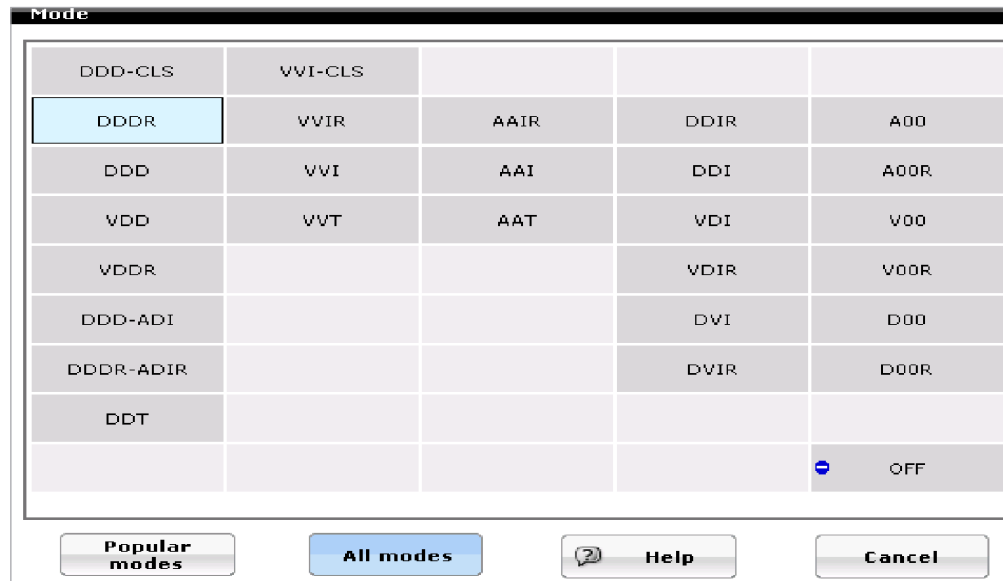 Mode
DDD-CLS VVI-CLS
DDDR VVIR AAIR DDIR A00
DDD VVI AAI DDI A00R
VDD VVT AAT VDI V00
VDDR VDIR V00R
DDD-ADI DVI D00
DDDR-ADIR DVIR D00R
DDT
OFF
Popular
modes
All modes
Help
Cancel